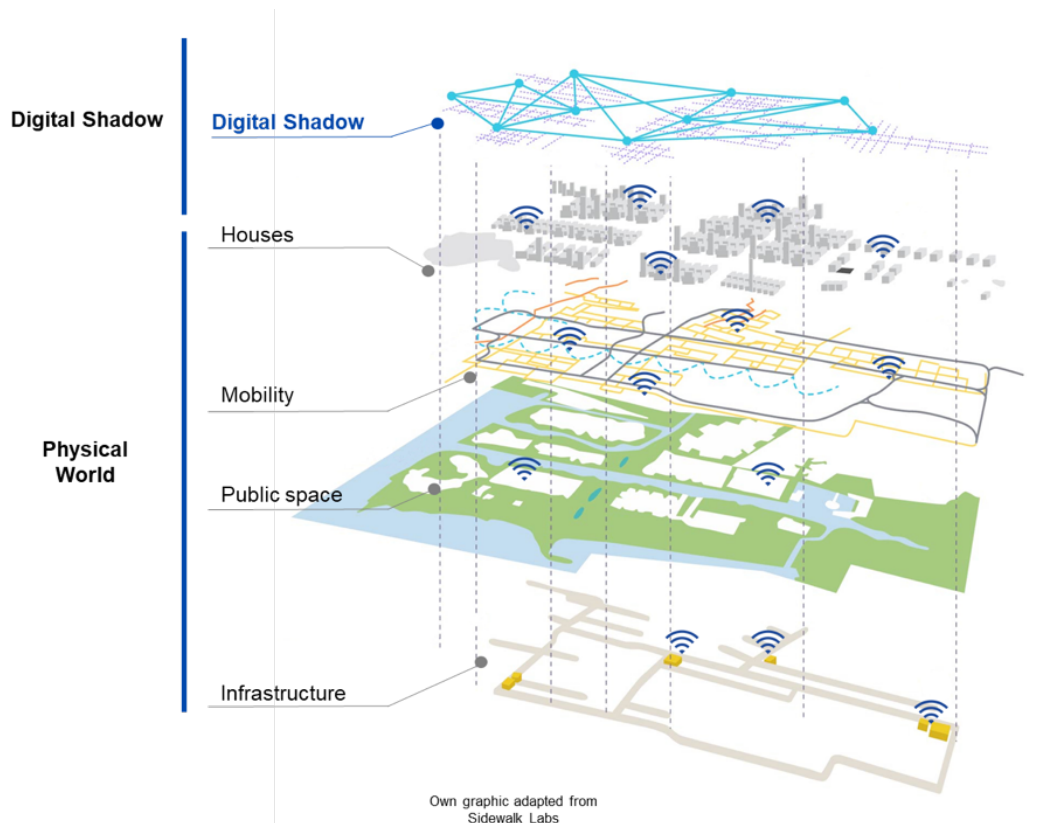 Digital Shadow
Digital Shadow
Houses
Mobility
Physical
World
Public space
Infrastructure
Own graphic adapted from
Sidewalk Labs